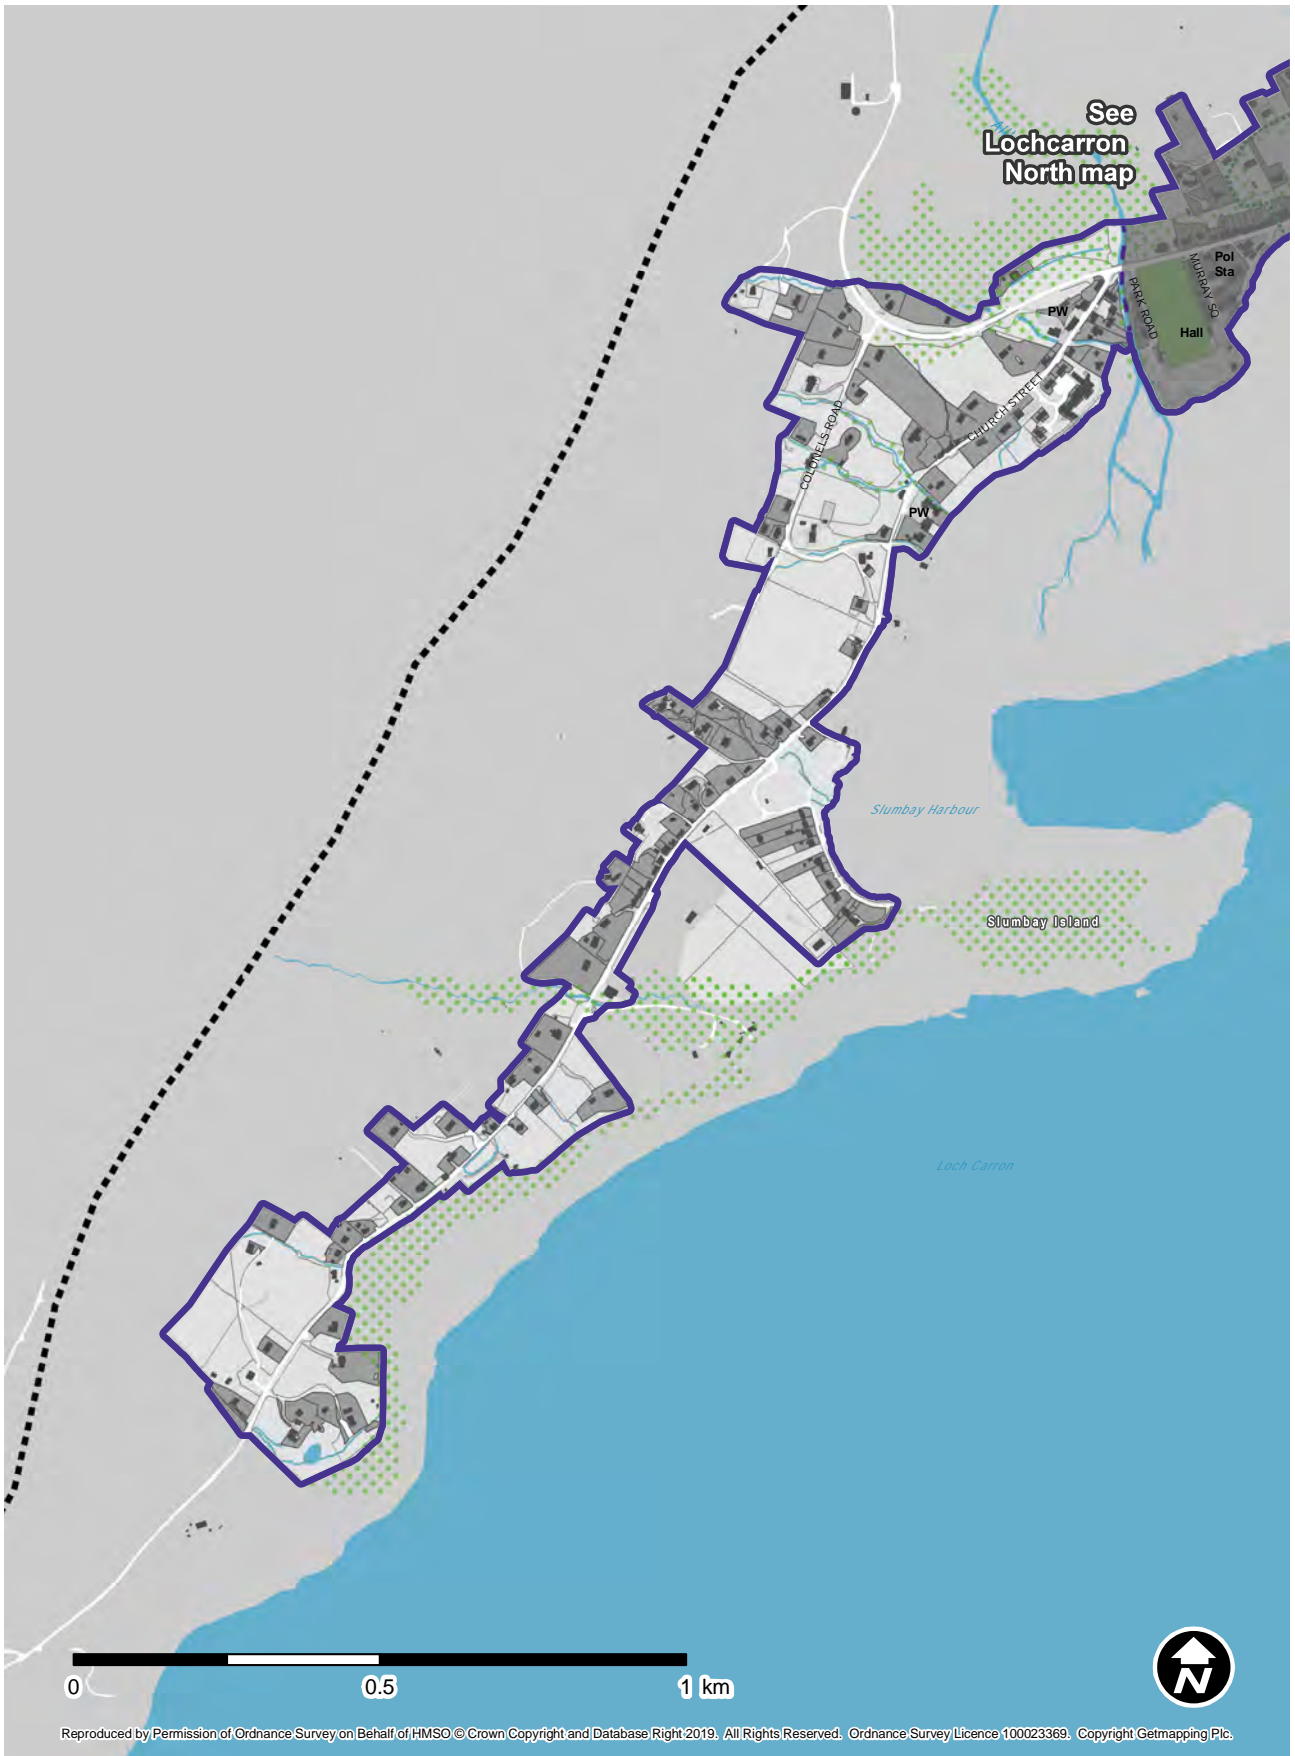 See
Lochcarron
North map
Pol
Sta
MURRAY SQ
PARK ROAD
PW
Hall
CHURCH STREET
COLONELS ROAD
PW
Slumbay Harbour
Slumbay Island
Loch Carron
0
0.5
1 km
N
Reproduced by Permission of Ordnance Survey on Behalf of HMSO © Crown Copyright and Database Right 2019. All Rights Reserved. Ordnance Survey Licence 100023369. Copyright Getmapping Plc.